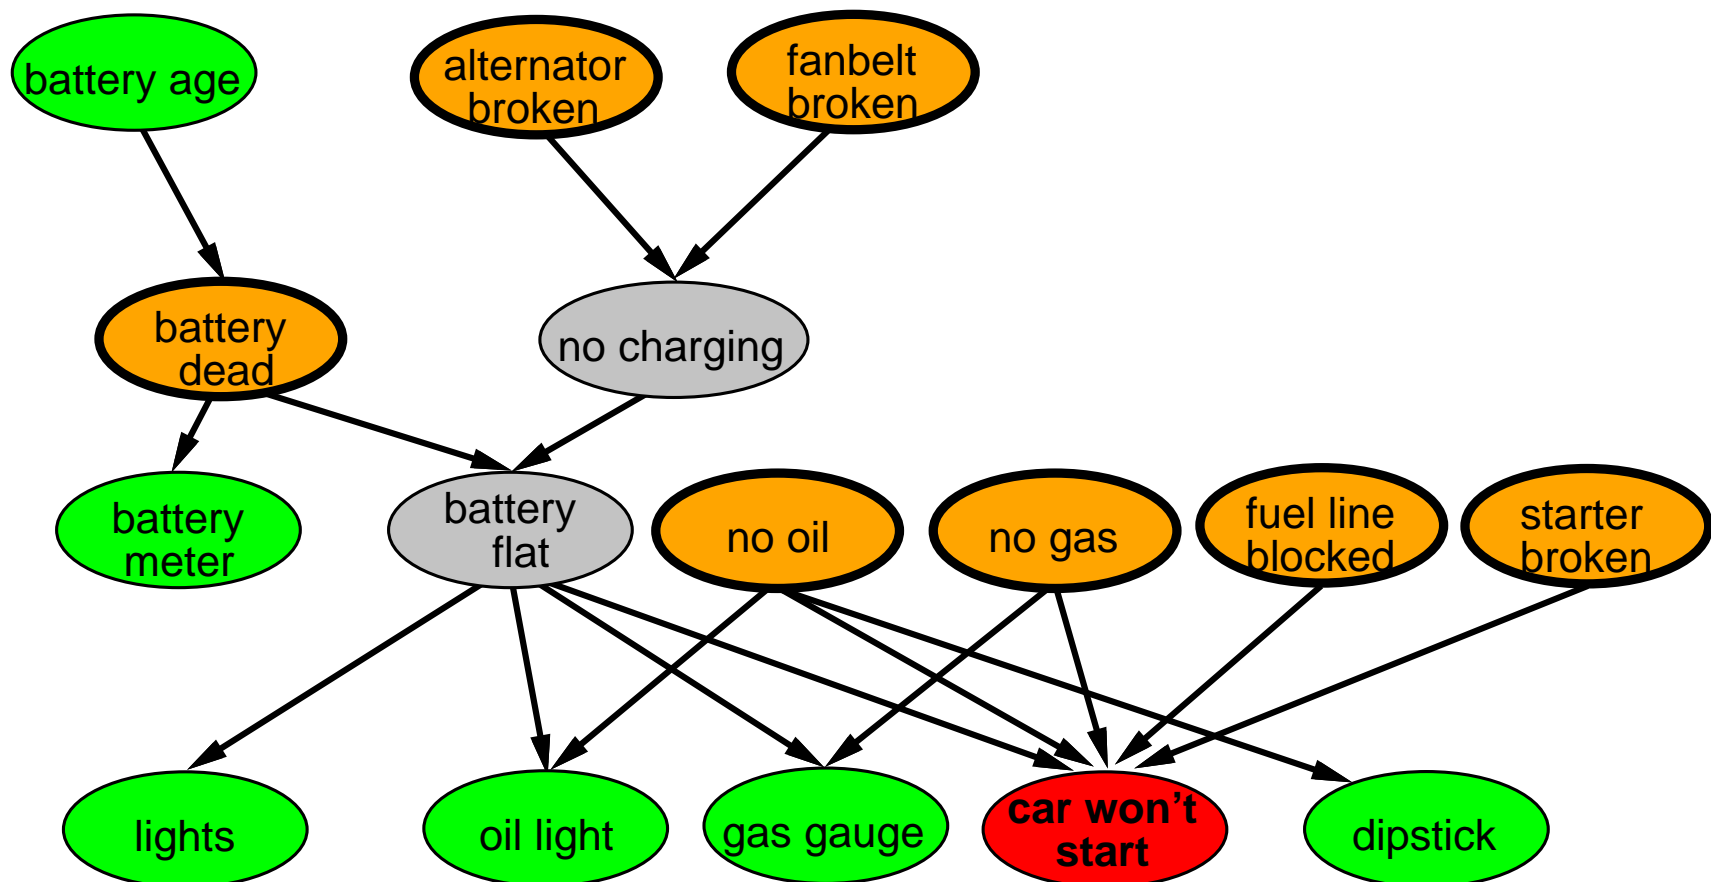 battery age
alternator
broken
fanbelt
broken
battery
dead
no charging
battery
meter
battery
flat
no oil
no gas
fuel line
blocked
starter
broken
lights
oil light
gas gauge
car won't
start
dipstick